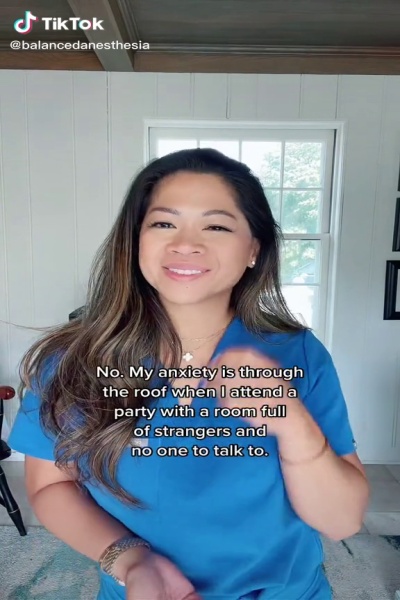 TikTok
@balancedanesthesia
No. My anxiety is through
the roof when I attend a
party with a room full
of strangers and
no one to talk to.